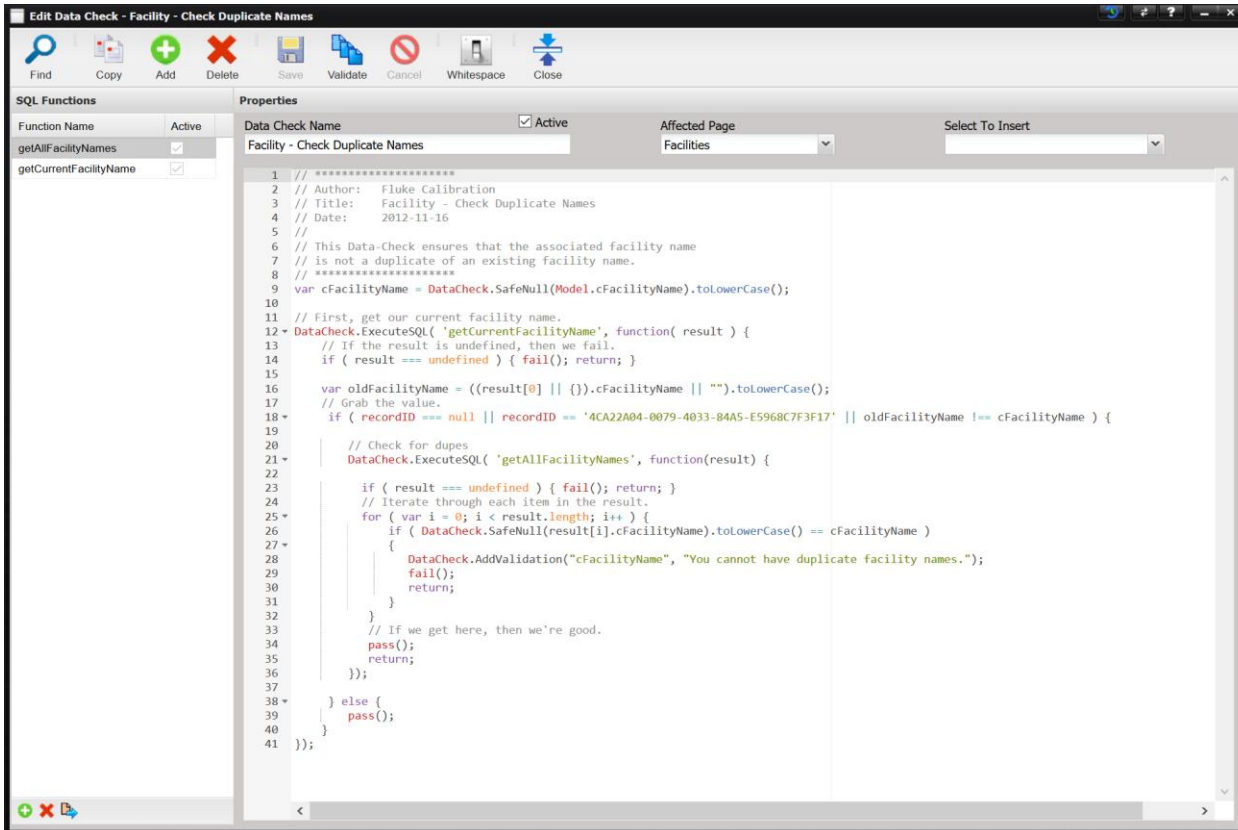 Edit Data Check - Facility - Check Duplicate Names
?
Find Copy Add Delete Save Validate Cancel Whitespace Close
SQL Functions
Function Name Active
getAllFacilityNames
getCurrentFacilityName
Properties
Data Check Name Active Affected Page Select To Insert
Facility - Check Duplicate Names Facilities
1 // *********************
2 // Author: Fluke Calibration
3 // Title: Facility - Check Duplicate Names
4 // Date: 2012-11-16
5 //
6 // This Data-Check ensures that the associated facility name
7 // is not a duplicate of an existing facility name.
8 // *********************
9 var cFacilityName = DataCheck.SafeNull(Model.cFacilityName).toLowerCase();
10
11 // First, get our current facility name.
12 DataCheck.ExecuteSQL( 'getCurrentFacilityName', function( result ) {
13 // If the result is undefined, then we fail.
14 if ( result === undefined ) { fail(); return; }
15
16 var oldFacilityName = ((result[0] || {}).cFacilityName || "").toLowerCase();
17 // Grab the value.
18 if ( recordID === null || recordID == '4CA22A04-0079-4033-84A5-E5968C7F3F17' || oldFacilityName !== cFacilityName ) {
19
20 // Check for dupes
21 DataCheck.ExecuteSQL( 'getAllFacilityNames', function(result) {
22
23 if ( result === undefined ) { fail(); return; }
24 // Iterate through each item in the result.
25 for ( var i = 0; i < result.length; i++ ) {
26 if ( DataCheck.SafeNull(result[i].cFacilityName).toLowerCase() == cFacilityName )
27 {
28 DataCheck.AddValidation("cFacilityName", "You cannot have duplicate facility names.");
29 fail();
30 return;
31 }
32 }
33 // If we get here, then we're good.
34 pass();
35 return;
36 });
37
38 } else {
39 pass();
40 }
41 });